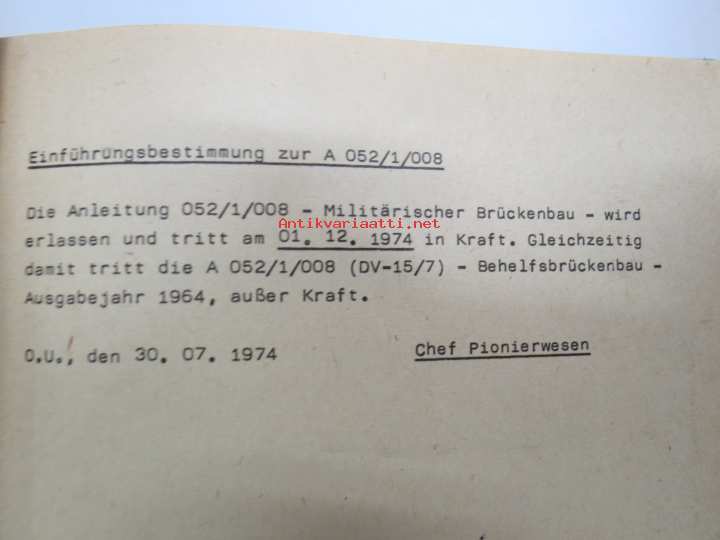 Einführungsbestimmung zur A 052/1/008
Die Anleitung 052/1/008 - Militärischer Brückenbau - wird
Antikvariaatti.net
erlassen und tritt am 01. 12. 1974 in Kraft. Gleichzeitig
damit tritt die A 052/1/008 (DV-15/7) - Behelfsbrückenbau -
Ausgabejahr 1964, außer Kraft.
O.U., den 30. 07. 1974
Chef Pionierwesen